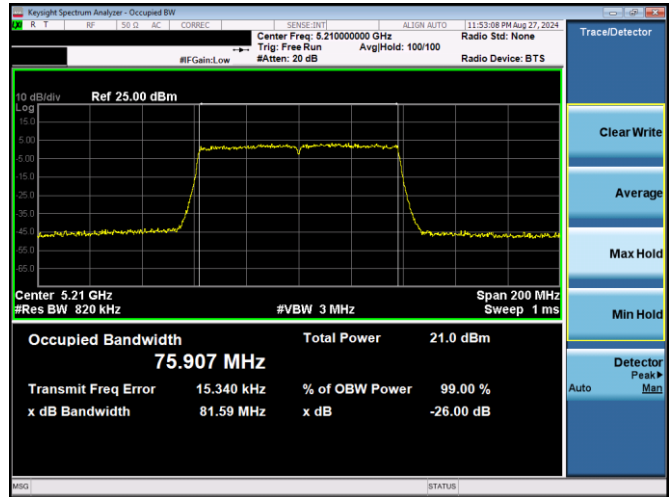 Keysight Spectrum Analyzer - Occupied BW
LXI R T RF 50 Ω AC CORREC SENSE:INT ALIGN AUTO 11:53:08 PM Aug 27, 2024
Center Freq: 5.210000000 GHz Radio Std: None
Trig: Free Run Avg|Hold: 100/100
#IFGain:Low #Atten: 20 dB Radio Device: BTS
Trace/Detector
10 dB/div Ref 25.00 dBm
Log
15.0
5.00
-5.00
-15.0
-25.0
-35.0
-45.0
-55.0
-65.0
Center 5.21 GHz Span 200 MHz
#Res BW 820 kHz #VBW 3 MHz Sweep 1 ms
Occupied Bandwidth Total Power 21.0 dBm
75.907 MHz
Transmit Freq Error 15.340 kHz % of OBW Power 99.00 %
x dB Bandwidth 81.59 MHz x dB -26.00 dB
Clear Write
Average
Max Hold
Min Hold
Detector
Peak▶
Auto Man
MSG STATUS